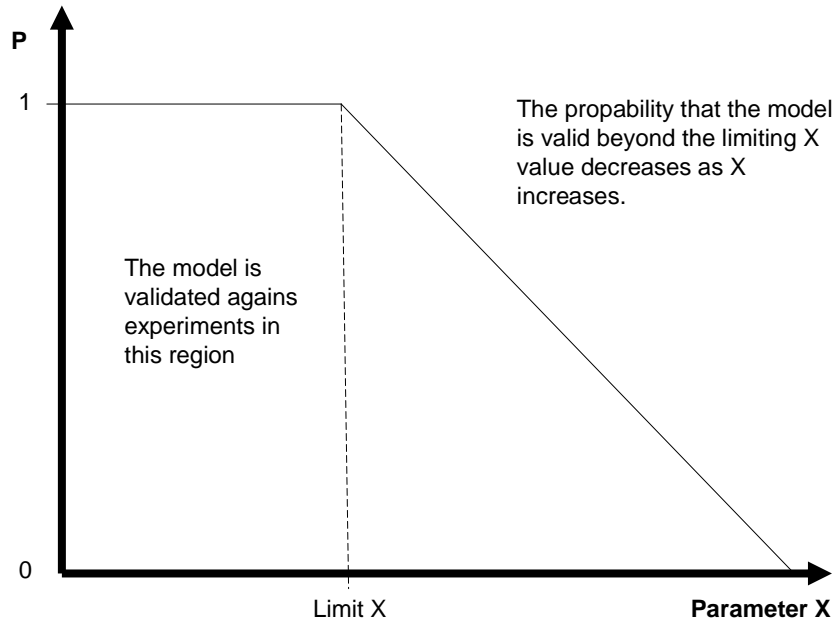 P
1
The propability that the model
is valid beyond the limiting X
value decreases as X
increases.
The model is
validated agains
experiments in
this region
0
Limit X
Parameter X